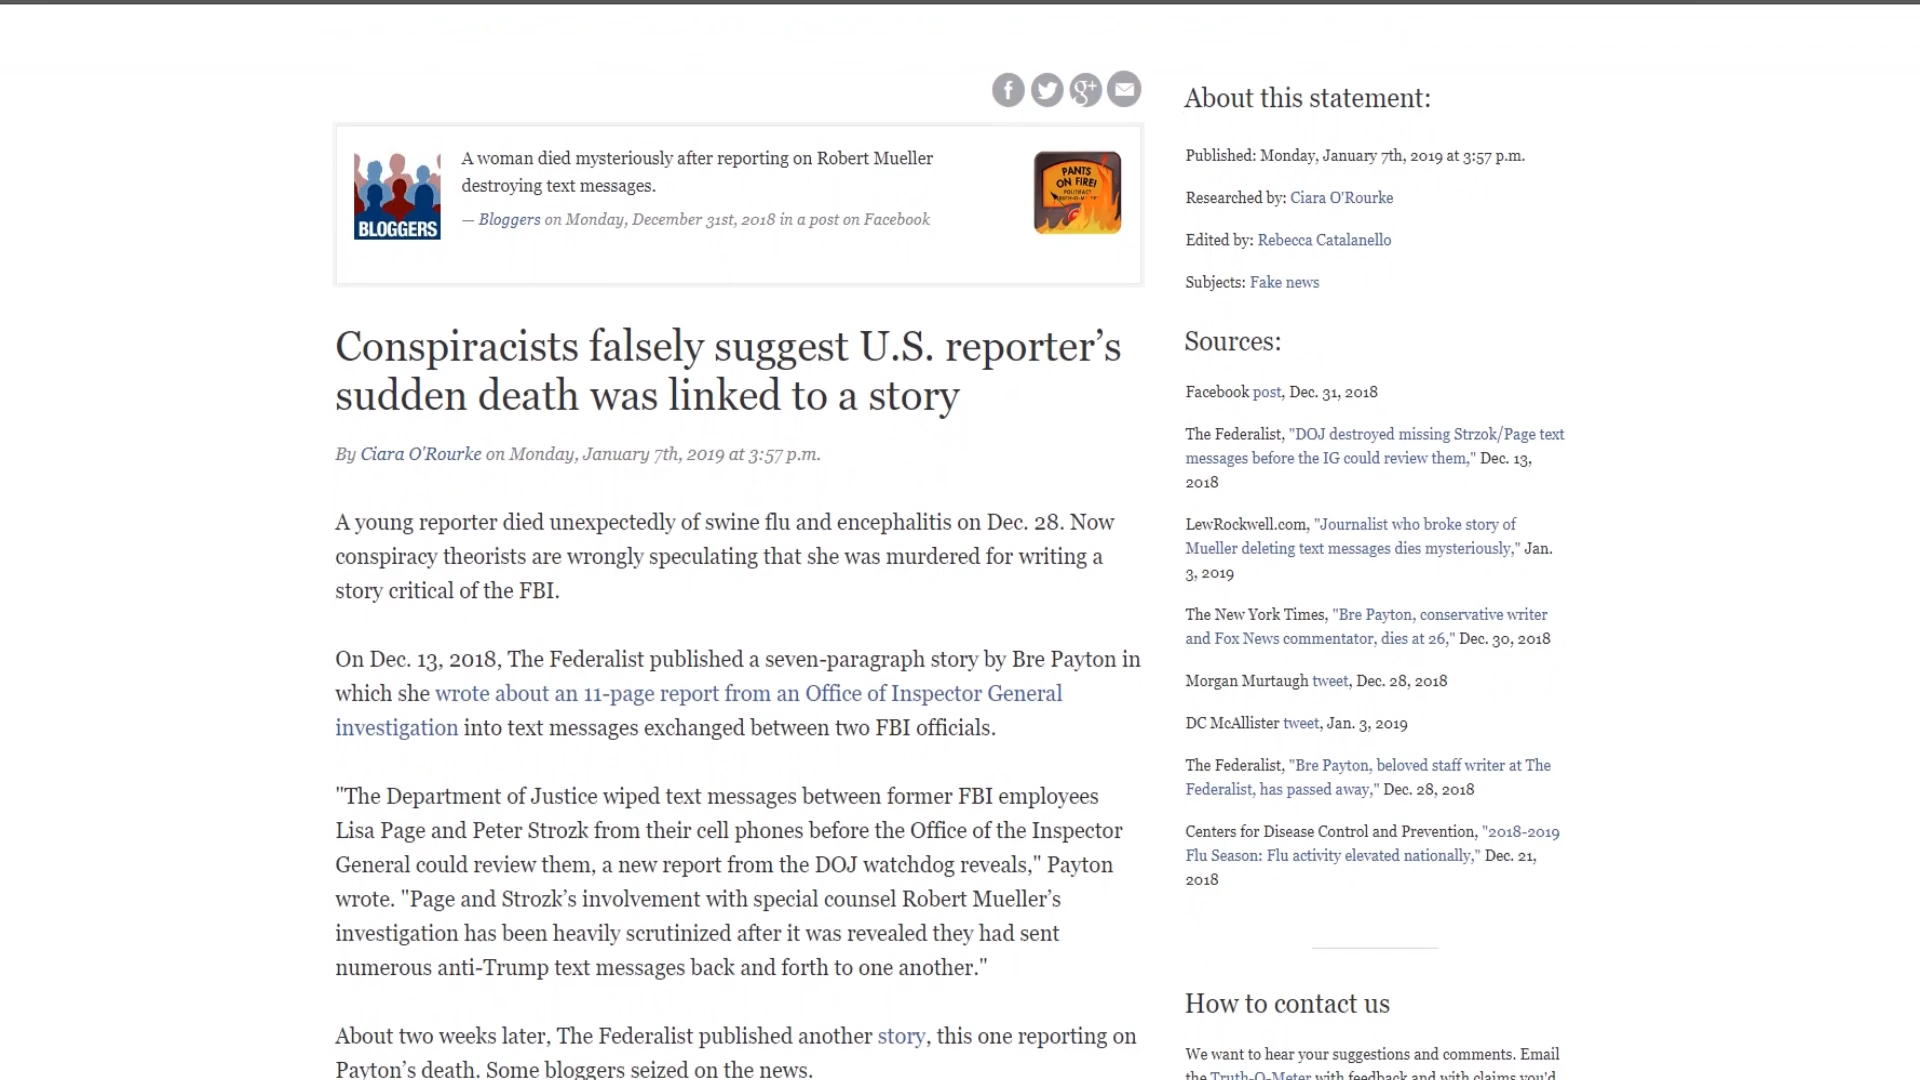 A woman died mysteriously after reporting on Robert Mueller
destroying text messages.
— Bloggers on Monday, December 31st, 2018 in a post on Facebook
BLOGGERS
PANTS
ON FIRE!
Conspiracists falsely suggest U.S. reporter’s
sudden death was linked to a story
By Ciara O'Rourke on Monday, January 7th, 2019 at 3:57 p.m.
A young reporter died unexpectedly of swine flu and encephalitis on Dec. 28. Now
conspiracy theorists are wrongly speculating that she was murdered for writing a
story critical of the FBI.
On Dec. 13, 2018, The Federalist published a seven-paragraph story by Bre Payton in
which she wrote about an 11-page report from an Office of Inspector General
investigation into text messages exchanged between two FBI officials.
"The Department of Justice wiped text messages between former FBI employees
Lisa Page and Peter Strozk from their cell phones before the Office of the Inspector
General could review them, a new report from the DOJ watchdog reveals," Payton
wrote. "Page and Strozk’s involvement with special counsel Robert Mueller’s
investigation has been heavily scrutinized after it was revealed they had sent
numerous anti-Trump text messages back and forth to one another."
About two weeks later, The Federalist published another story, this one reporting on
Payton’s death. Some bloggers seized on the news.
About this statement:
Published: Monday, January 7th, 2019 at 3:57 p.m.
Researched by: Ciara O'Rourke
Edited by: Rebecca Catalanello
Subjects: Fake news
Sources:
Facebook post, Dec. 31, 2018
The Federalist, "DOJ destroyed missing Strzok/Page text
messages before the IG could review them," Dec. 13,
2018
LewRockwell.com, "Journalist who broke story of
Mueller deleting text messages dies mysteriously," Jan.
3, 2019
The New York Times, "Bre Payton, conservative writer
and Fox News commentator, dies at 26," Dec. 30, 2018
Morgan Murtaugh tweet, Dec. 28, 2018
DC McAllister tweet, Jan. 3, 2019
The Federalist, "Bre Payton, beloved staff writer at The
Federalist, has passed away," Dec. 28, 2018
Centers for Disease Control and Prevention, "2018-2019
Flu Season: Flu activity elevated nationally," Dec. 21,
2018
How to contact us
We want to hear your suggestions and comments. Email
the Truth-O-Meter with feedback and with claims you'd